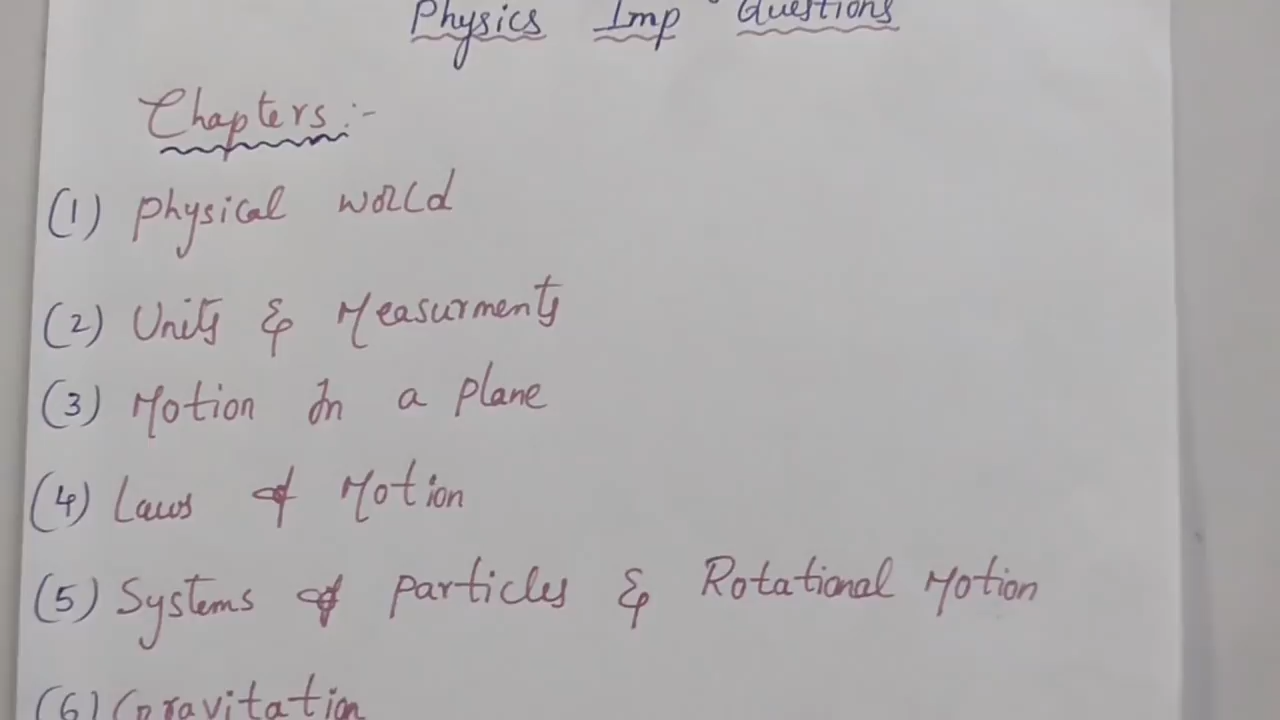 Physics Imp Questions
Chapters:-
(1) Physical world
(2) Units & Measurments
(3) Motion In a plane
(4) Laws of Motion
(5) Systems of particles & Rotational Motion
(6) Gravitation